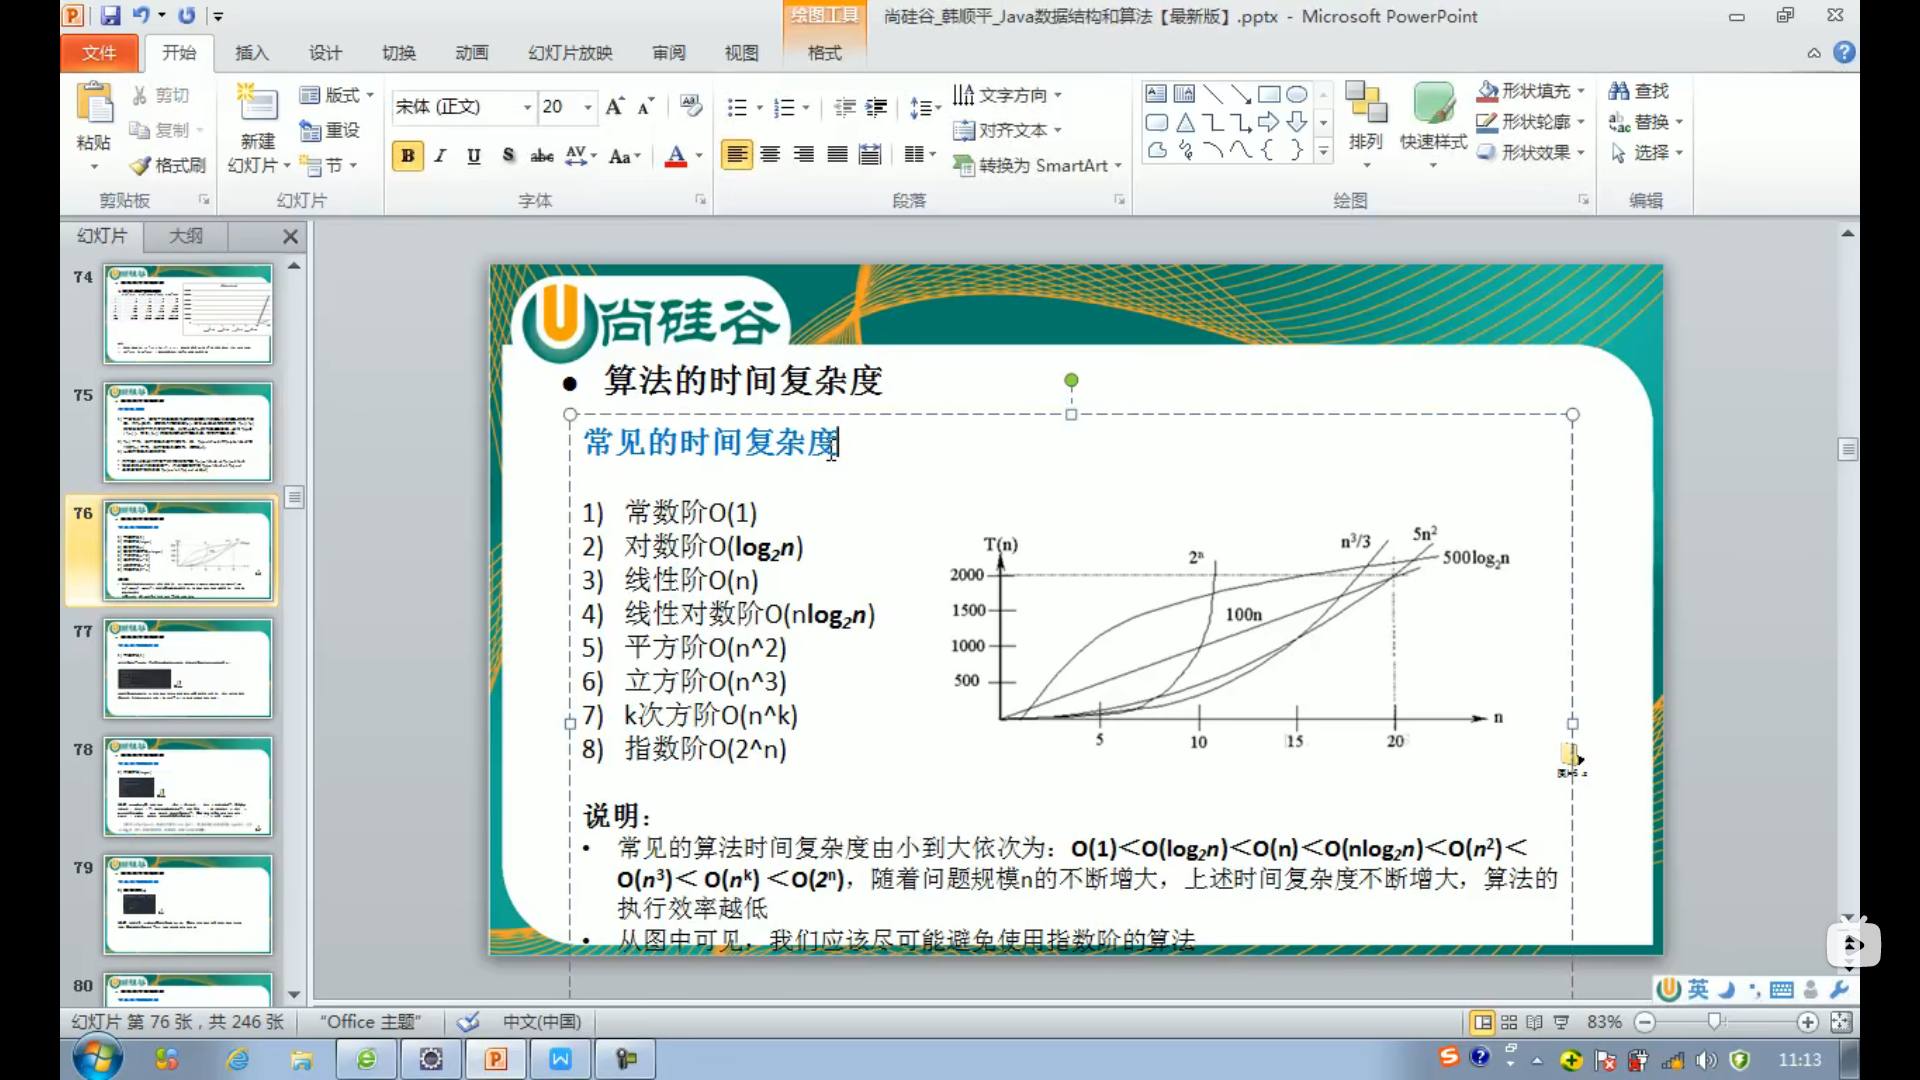 尚硅谷_韩顺平_Java数据结构和算法【最新版】.pptx - Microsoft PowerPoint
绘图工具
文件 开始 插入 设计 切换 动画 幻灯片放映 审阅 视图 格式
粘贴 剪切 复制 格式刷
剪贴板
新建 幻灯片 版式 重设 节
幻灯片
宋体 (正文) 20
B I U S abc AV Aa A
字体
文字方向 对齐文本 转换为 SmartArt
段落
排列 快速样式 形状填充 形状轮廓 形状效果
绘图
查找 替换 选择
编辑
幻灯片 大纲
74
75
76
77
78
79
80
尚硅谷
• 算法的时间复杂度
常见的时间复杂度
1) 常数阶O(1)
2) 对数阶O(log₂n)
3) 线性阶O(n)
4) 线性对数阶O(nlog₂n)
5) 平方阶O(n^2)
6) 立方阶O(n^3)
7) k次方阶O(n^k)
8) 指数阶O(2^n)
T(n)
2000
1500
1000
500
2ⁿ
n³/3
5n²
500log₂n
100n
n
5 10 15 20
说明：
• 常见的算法时间复杂度由小到大依次为：Ο(1)＜Ο(log₂n)＜Ο(n)＜Ο(nlog₂n)＜Ο(n²)＜
Ο(n³)＜ Ο(nᵏ) ＜Ο(2ⁿ)，随着问题规模n的不断增大，上述时间复杂度不断增大，算法的
执行效率越低
• 从图中可见，我们应该尽可能避免使用指数阶的算法
英
幻灯片 第 76 张，共 246 张 "Office 主题" 中文(中国) 83%
11:13